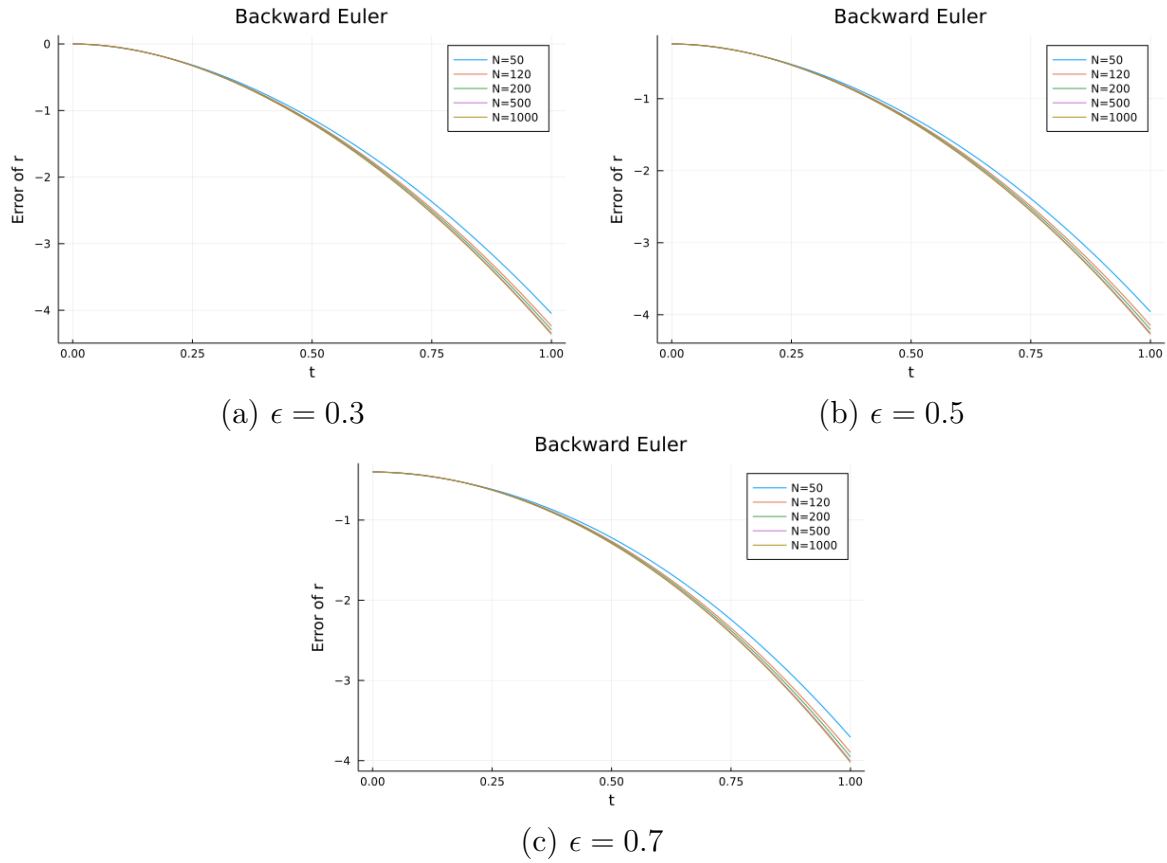 Backward Euler
0
−1
−2
−3
−4
Error of r
0.00 0.25 0.50 0.75 1.00
t
N=50
N=120
N=200
N=500
N=1000
(a) ϵ = 0.3
Backward Euler
−1
−2
−3
−4
Error of r
0.00 0.25 0.50 0.75 1.00
t
N=50
N=120
N=200
N=500
N=1000
(b) ϵ = 0.5
Backward Euler
−1
−2
−3
−4
Error of r
0.00 0.25 0.50 0.75 1.00
t
N=50
N=120
N=200
N=500
N=1000
(c) ϵ = 0.7